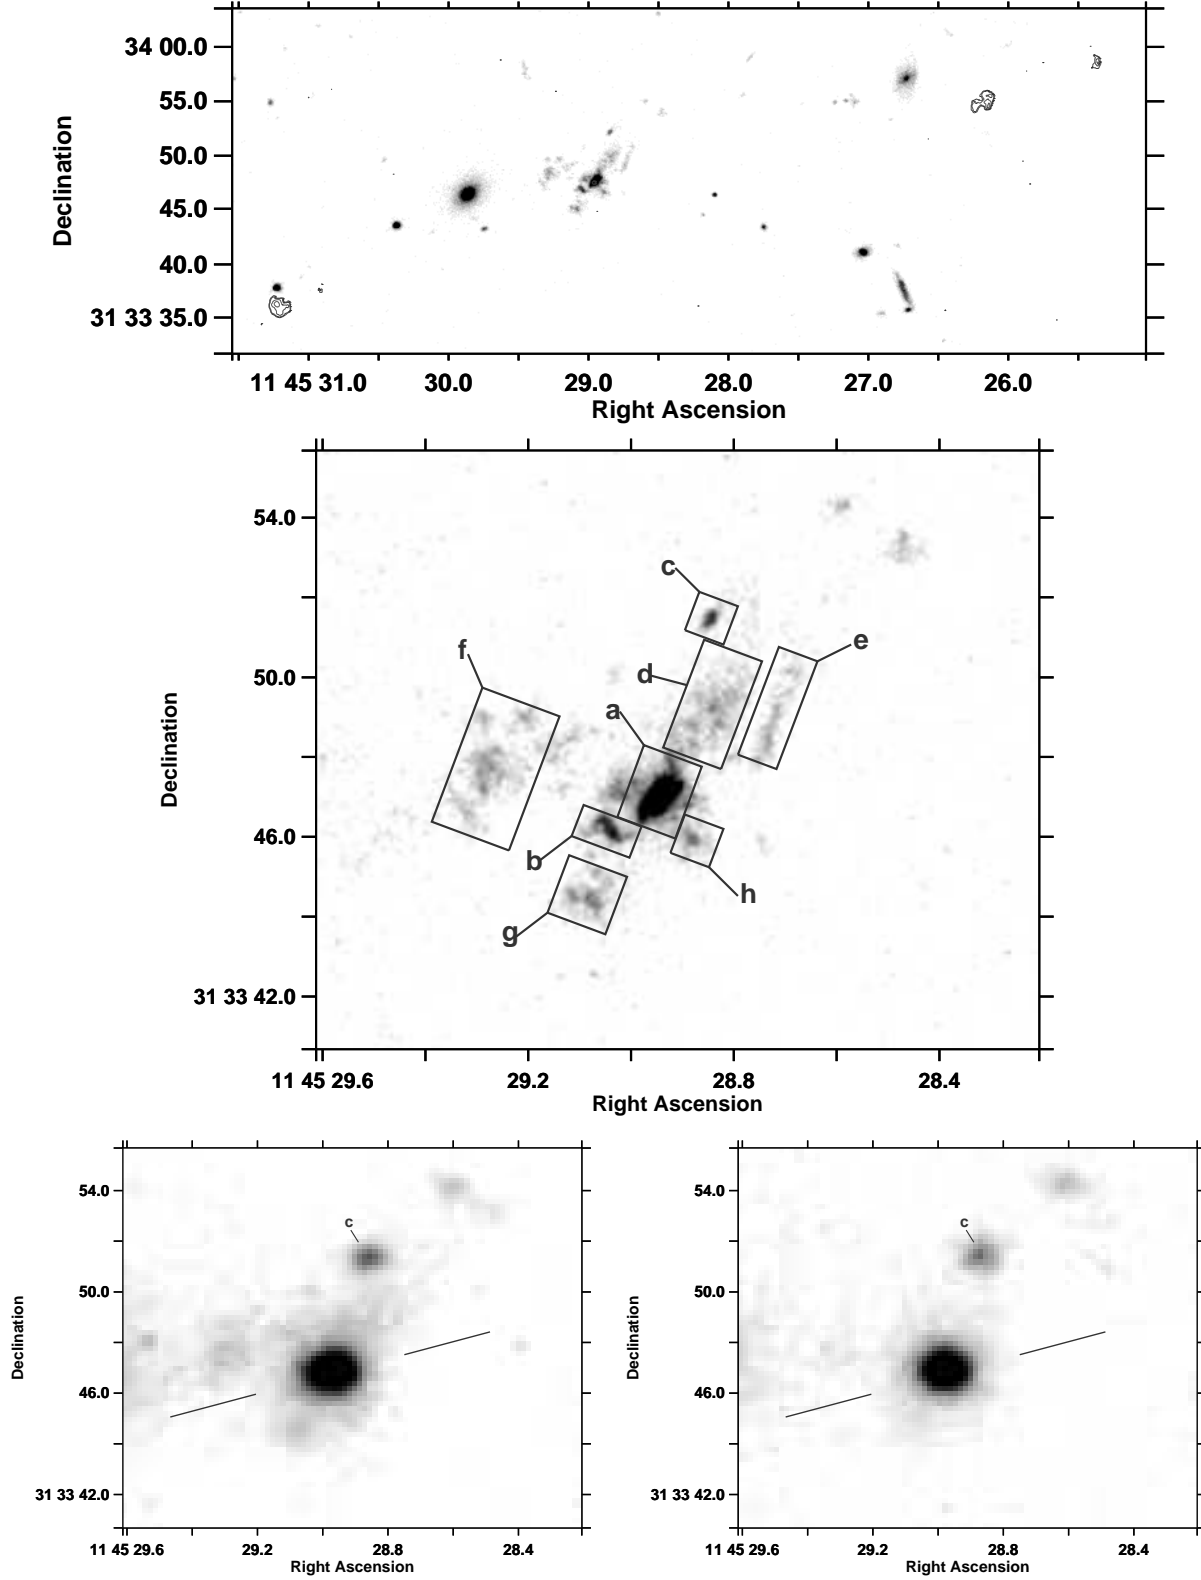 34 00.0
55.0
50.0
45.0
40.0
31 33 35.0
Declination
11 45 31.0 30.0 29.0 28.0 27.0 26.0
Right Ascension
54.0
50.0
46.0
31 33 42.0
Declination
c
e
f
d
a
b
h
g
11 45 29.6 29.2 28.8 28.4
Right Ascension
54.0
50.0
46.0
31 33 42.0
Declination
c
11 45 29.6 29.2 28.8 28.4
Right Ascension
54.0
50.0
46.0
31 33 42.0
Declination
c
11 45 29.6 29.2 28.8 28.4
Right Ascension